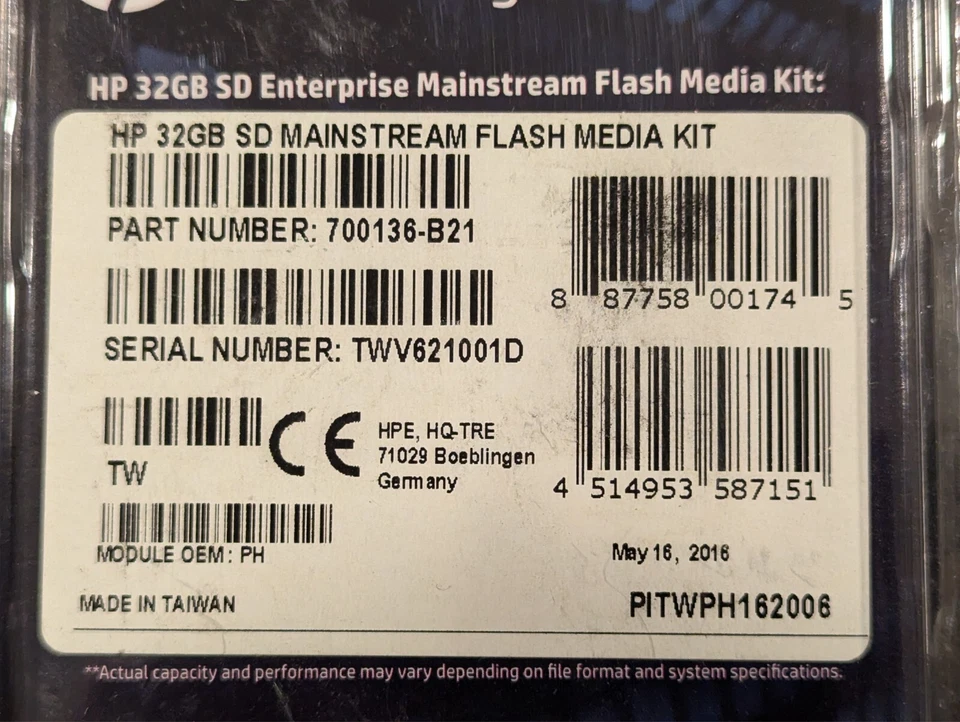 HP 32GB SD Enterprise Mainstream Flash Media Kit:
HP 32GB SD MAINSTREAM FLASH MEDIA KIT
PART NUMBER: 700136-B21
8 87758 00174 5
SERIAL NUMBER: TWV621001D
TW
HPE, HQ-TRE
71029 Boeblingen
Germany
4 514953 587151
MODULE OEM: PH
May 16, 2016
MADE IN TAIWAN
PITWPH162006
**Actual capacity and performance may vary depending on file format and system specifications.